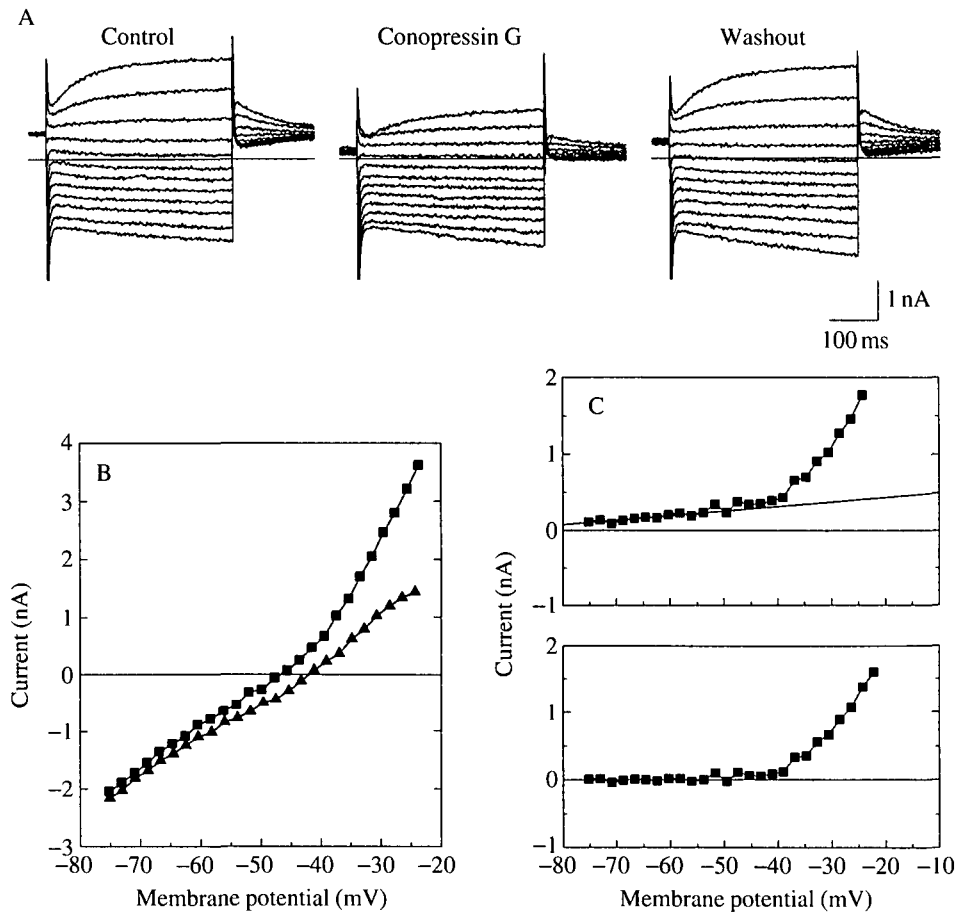 A
Control
Conopressin G
Washout
1 nA
100 ms
B
Current (nA)
4
3
2
1
0
−1
−2
−3
−80 −70 −60 −50 −40 −30 −20
Membrane potential (mV)
C
Current (nA)
2
1
0
−1
2
1
0
−1
−80 −70 −60 −50 −40 −30 −20 −10
Membrane potential (mV)